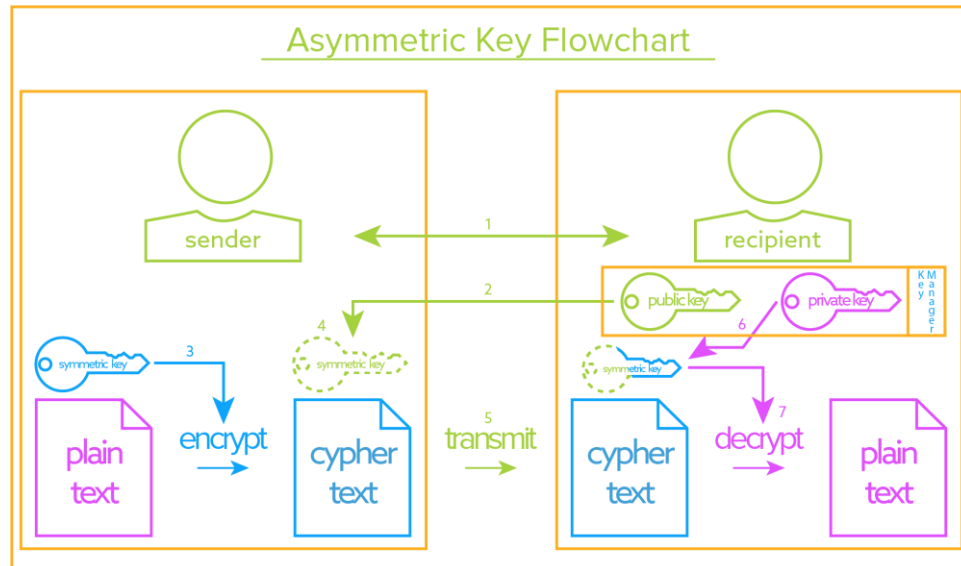 Asymmetric Key Flowchart
sender
1
recipient
2
public key
private key
Key
Manager
3
symmetric key
4
symmetric key
6
symmetric key
plain
text
encrypt
cypher
text
5
transmit
cypher
text
7
decrypt
plain
text